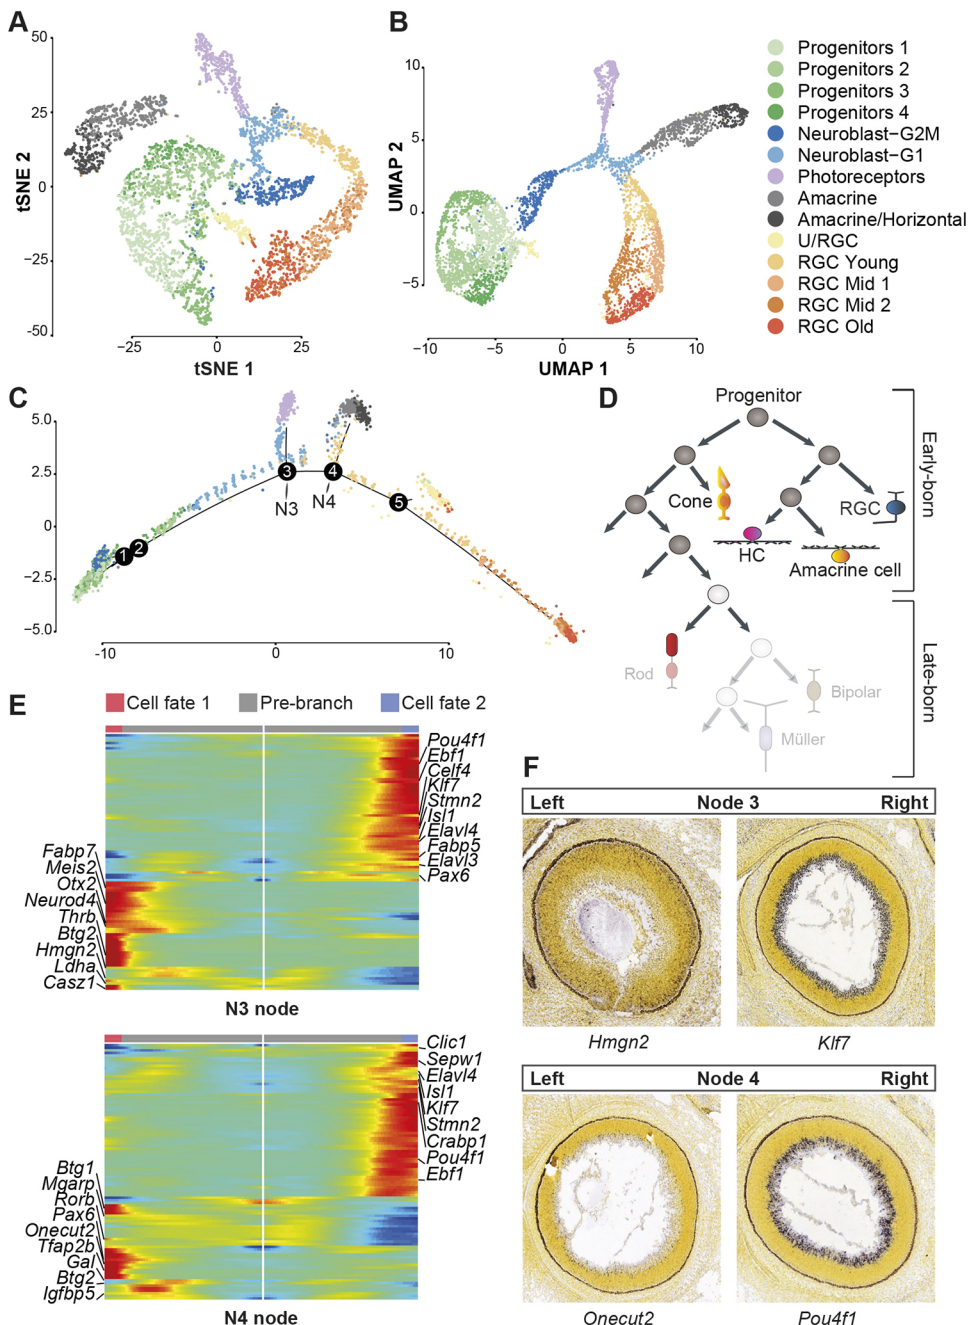 A
50
25
0
−25
-50
tSNE 2
−25
0
25
tSNE 1
B
10
5
0
−5
UMAP 2
−10
−5
0
5
10
UMAP 1
Progenitors 1
Progenitors 2
Progenitors 3
Progenitors 4
Neuroblast−G2M
Neuroblast−G1
Photoreceptors
Amacrine
Amacrine/Horizontal
U/RGC
RGC Young
RGC Mid 1
RGC Mid 2
RGC Old
C
5.0
2.5
0
−2.5
−5.0
-10
0
10
1
2
3
4
5
N3
N4
D
Progenitor
Cone
RGC
HC
Amacrine cell
Rod
Bipolar
Müller
Early-born
Late-born
E
Cell fate 1
Pre-branch
Cell fate 2
Pou4f1
Ebf1
Celf4
Klf7
Stmn2
Isl1
Elavl4
Fabp5
Elavl3
Pax6
Fabp7
Meis2
Otx2
Neurod4
Thrb
Btg2
Hmgn2
Ldha
Casz1
N3 node
Clic1
Sepw1
Elavl4
Isl1
Klf7
Stmn2
Crabp1
Pou4f1
Ebf1
Btg1
Mgarp
Rorb
Pax6
Onecut2
Tfap2b
Gal
Btg2
Igfbp5
N4 node
F
Left Node 3 Right
Hmgn2
Klf7
Left Node 4 Right
Onecut2
Pou4f1